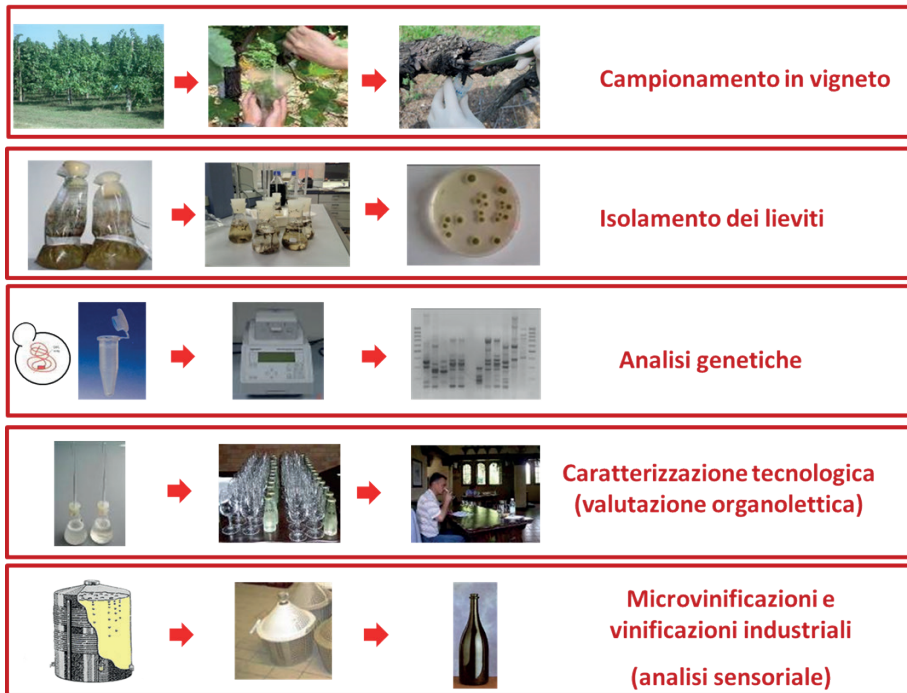 Campionamento in vigneto
Isolamento dei lieviti
Analisi genetiche
Caratterizzazione tecnologica
(valutazione organolettica)
Microvinificazioni e
vinificazioni industriali
(analisi sensoriale)